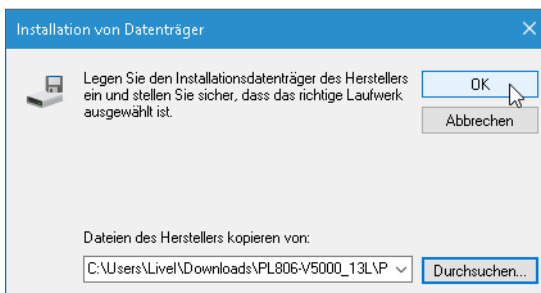 Installation von Datenträger
Legen Sie den Installationsdatenträger des Herstellers
ein und stellen Sie sicher, dass das richtige Laufwerk
ausgewählt ist.
OK
Abbrechen
Dateien des Herstellers kopieren von:
C:\Users\Livel\Downloads\PL806-V5000_13L\P
Durchsuchen...